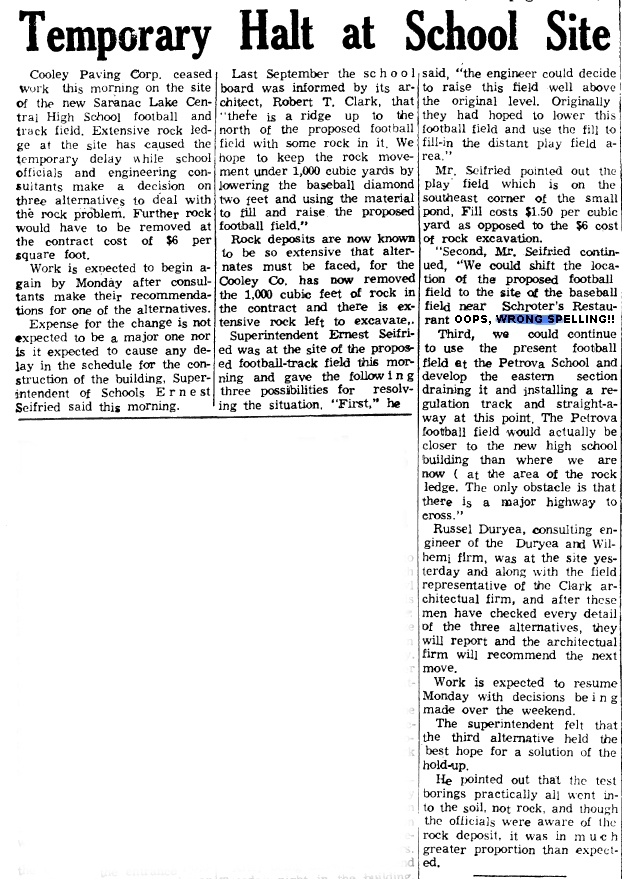 Temporary Halt at School Site
Cooley Paving Corp. ceased
work this morning on the site
of the new Saranac Lake Cen-
tral High School football and
track field. Extensive rock led-
ge at the site has caused the
temporary delay while school
officials and engineering con-
sultants make a decision on
three alternatives to deal with
the rock problem. Further rock
would have to be removed at
the contract cost of $6 per
square foot.
Work is expected to begin a-
gain by Monday after consul-
tants make their recommenda-
tions for one of the alternatives.
Expense for the change is not
expected to be a major one nor
is it expected to cause any de-
lay in the schedule for the con-
struction of the building, Super-
intendent of Schools Ernest
Seifried said this morning.
Last September the school
board was informed by its ar-
chitect, Robert T. Clark, that
"there is a ridge up to the
north of the proposed football
field with some rock in it. We
hope to keep the rock move-
ment under 1,000 cubic yards by
lowering the baseball diamond
two feet and using the material
to fill and raise the proposed
football field."
Rock deposits are now known
to be so extensive that alter-
nates must be faced, for the
Cooley Co. has now removed
the 1,000 cubic feet of rock in
the contract and there is ex-
tensive rock left to excavate,.
Superintendent Ernest Seifri-
ed was at the site of the propos-
ed football-track field this mor-
ning and gave the following
three possibilities for resolv-
ing the situation. "First," he
said, "the engineer could decide
to raise this field well above
the original level. Originally
they had hoped to lower this
football field and use the fill to
fill-in the distant play field a-
rea."
Mr. Seifried pointed out the
play field which is on the
southeast corner of the small
pond, Fill costs $1.50 per cubic
yard as opposed to the $6 cost
of rock excavation.
"Second, Mr. Seifried contin-
ued, "We could shift the loca-
tion of the proposed football
field to the site of the baseball
field near Schroter's Restau-
rant OOPS, WRONG SPELLING!!
Third, we could continue
to use the present football
field at the Petrova School and
develop the eastern section
draining it and installing a re-
gulation track and straight-a-
way at this point. The Petrova
football field would actually be
closer to the new high school
building than where we are
now ( at the area of the rock
ledge. The only obstacle is that
there is a major highway to
cross."
Russel Duryea, consulting en-
gineer of the Duryea and Wil-
hemi firm, was at the site yes-
terday and along with the field
representative of the Clark ar-
chitectual firm, and after these
men have checked every detail
of the three alternatives, they
will report and the architectual
firm will recommend the next
move.
Work is expected to resume
Monday with decisions being
made over the weekend.
The superintendent felt that
the third alternative held the
best hope for a solution of the
hold-up.
He pointed out that the test
borings practically all went in-
to the soil, not rock, and though
the officials were aware of the
rock deposit, it was in much
greater proportion than expect-
ed.